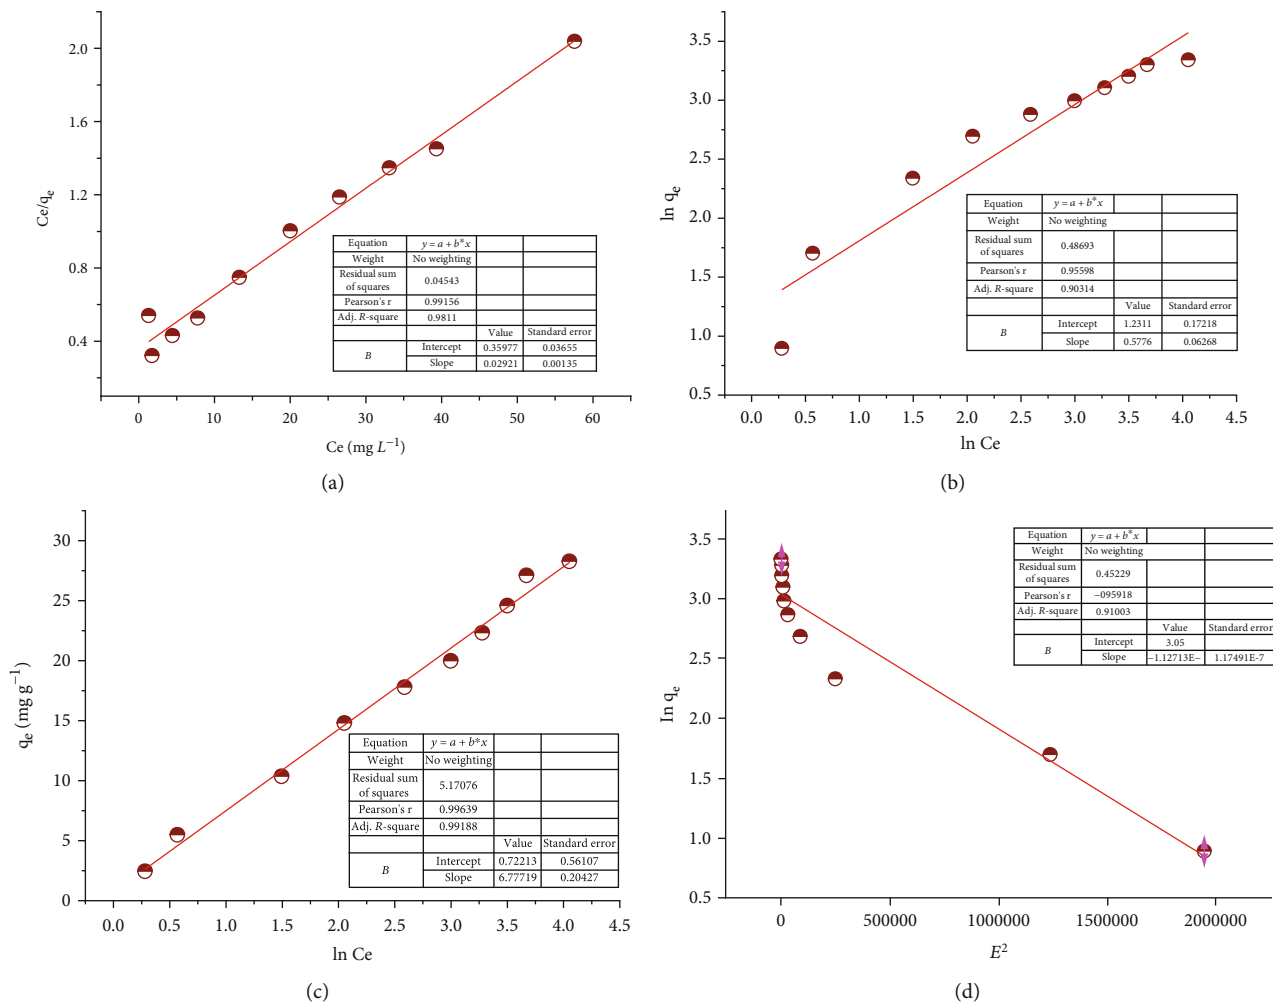 2.0
1.6
1.2
0.8
0.4
Ce/qe
0 10 20 30 40 50 60
Ce (mg L−1)
Equation y = a + b*x
Weight No weighting
Residual sum of squares 0.04543
Pearson's r 0.99156
Adj. R-square 0.9811
Value Standard error
B Intercept 0.35977 0.03655
Slope 0.02921 0.00135
(a)
3.5
3.0
2.5
2.0
1.5
1.0
0.5
ln qe
0.0 0.5 1.0 1.5 2.0 2.5 3.0 3.5 4.0 4.5
ln Ce
Equation y = a + b*x
Weight No weighting
Residual sum of squares 0.48693
Pearson's r 0.95598
Adj. R-square 0.90314
Value Standard error
B Intercept 1.2311 0.17218
Slope 0.5776 0.06268
(b)
30
25
20
15
10
5
0
qe (mg g−1)
0.0 0.5 1.0 1.5 2.0 2.5 3.0 3.5 4.0 4.5
ln Ce
Equation y = a + b*x
Weight No weighting
Residual sum of squares 5.17076
Pearson's r 0.99639
Adj. R-square 0.99188
Value Standard error
B Intercept 0.72213 0.56107
Slope 6.77719 0.20427
(c)
3.5
3.0
2.5
2.0
1.5
1.0
0.5
In qe
0 500000 1000000 1500000 2000000
E2
Equation y = a + b*x
Weight No weighting
Residual sum of squares 0.45229
Pearson's r −095918
Adj. R-square 0.91003
Value Standard error
B Intercept 3.05
Slope −1.12713E− 1.17491E-7
(d)